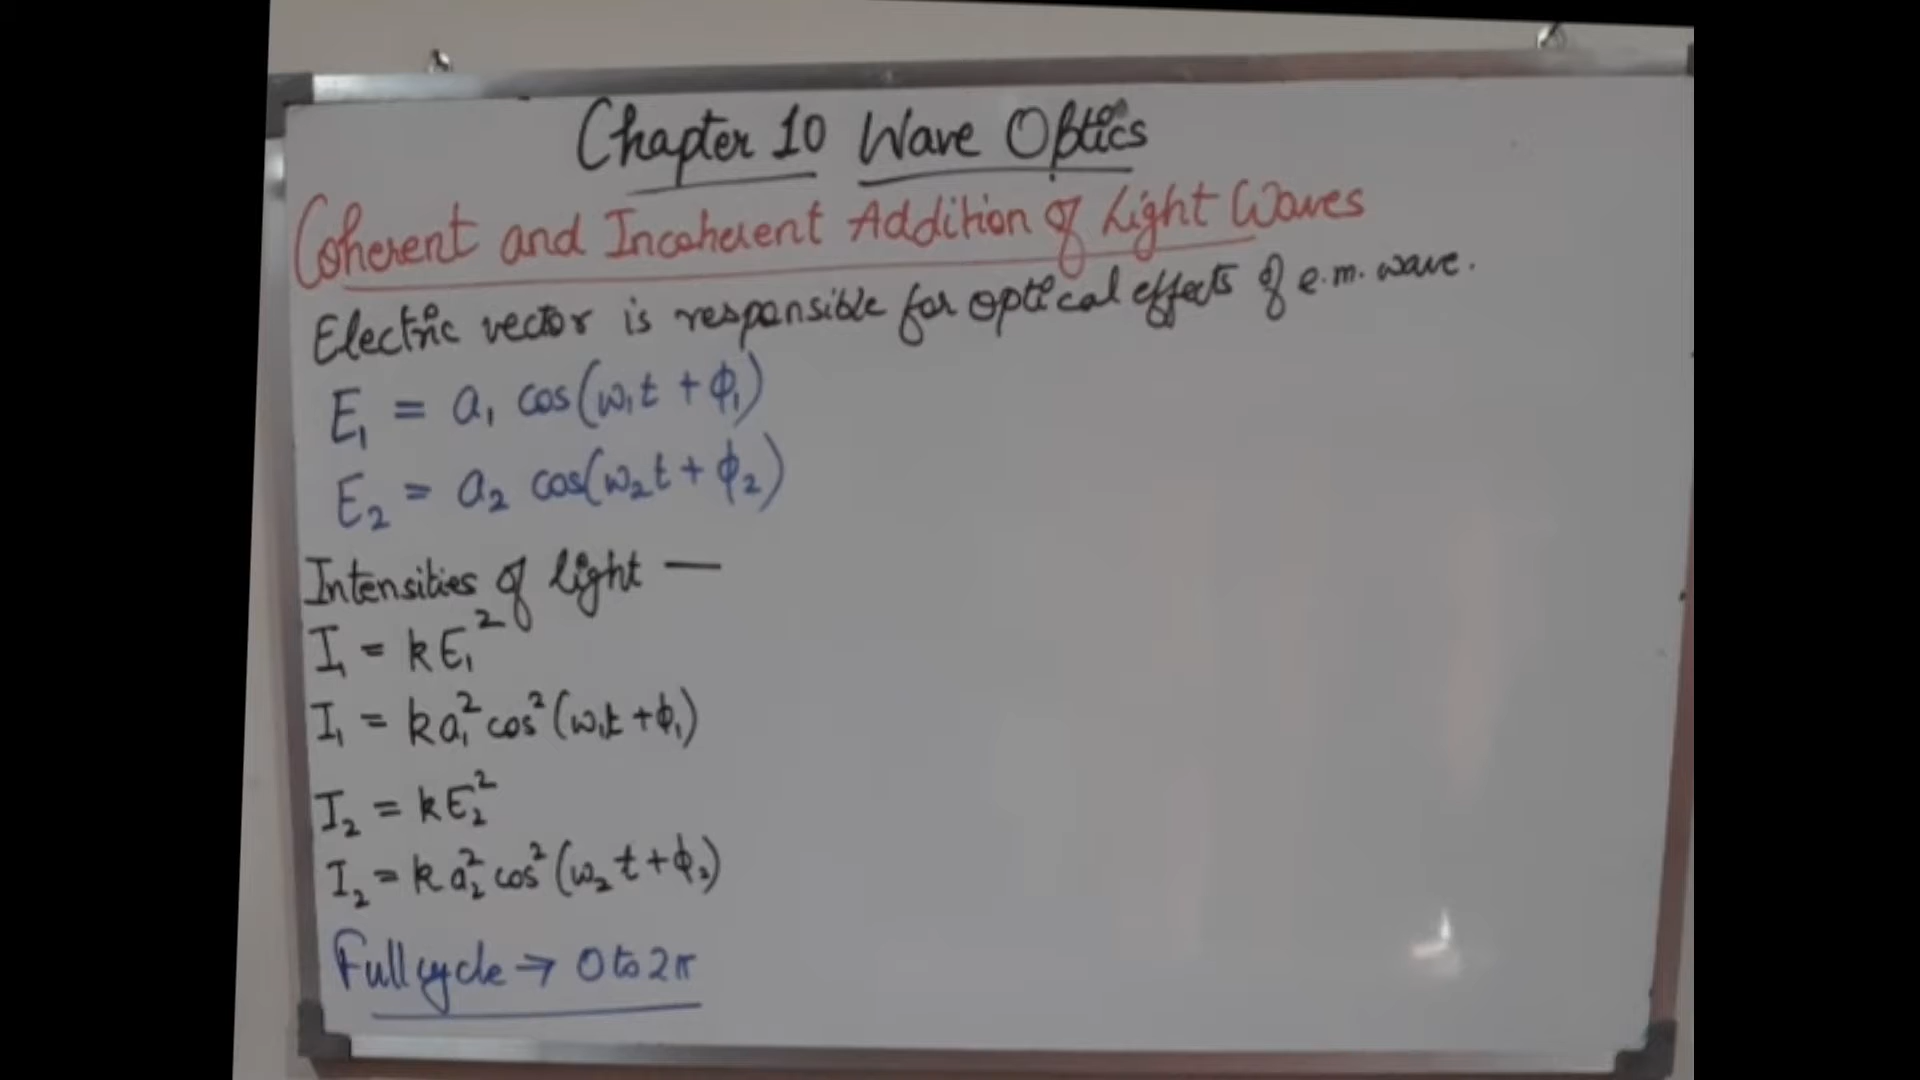 Chapter 10 Wave Optics
Coherent and Incoherent Addition of Light Waves
Electric vector is responsible for optical effects of e.m. wave.
E₁ = a₁ cos(ω₁t + ϕ₁)
E₂ = a₂ cos(ω₂t + ϕ₂)
Intensities of light —
I₁ = kE₁²
I₁ = ka₁² cos²(ω₁t + ϕ₁)
I₂ = kE₂²
I₂ = ka₂² cos²(ω₂t + ϕ₂)
Full cycle → 0 to 2π